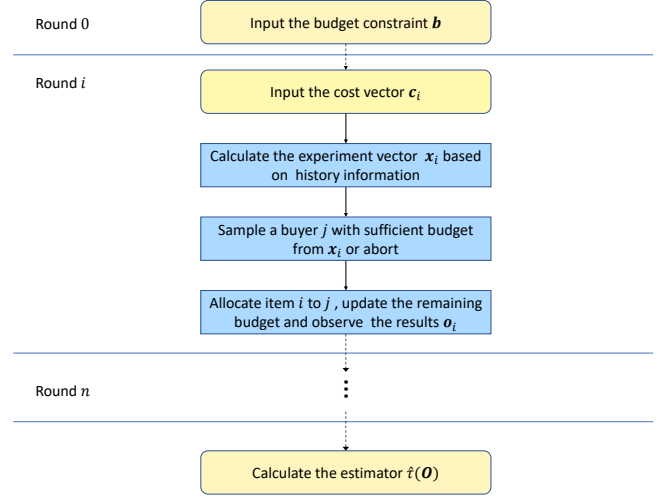 Round 0
Input the budget constraint b
Round i
Input the cost vector c_i
Calculate the experiment vector x_i based
on history information
Sample a buyer j with sufficient budget
from x_i or abort
Allocate item i to j , update the remaining
budget and observe the results o_i
Round n
Calculate the estimator τ̂(O)